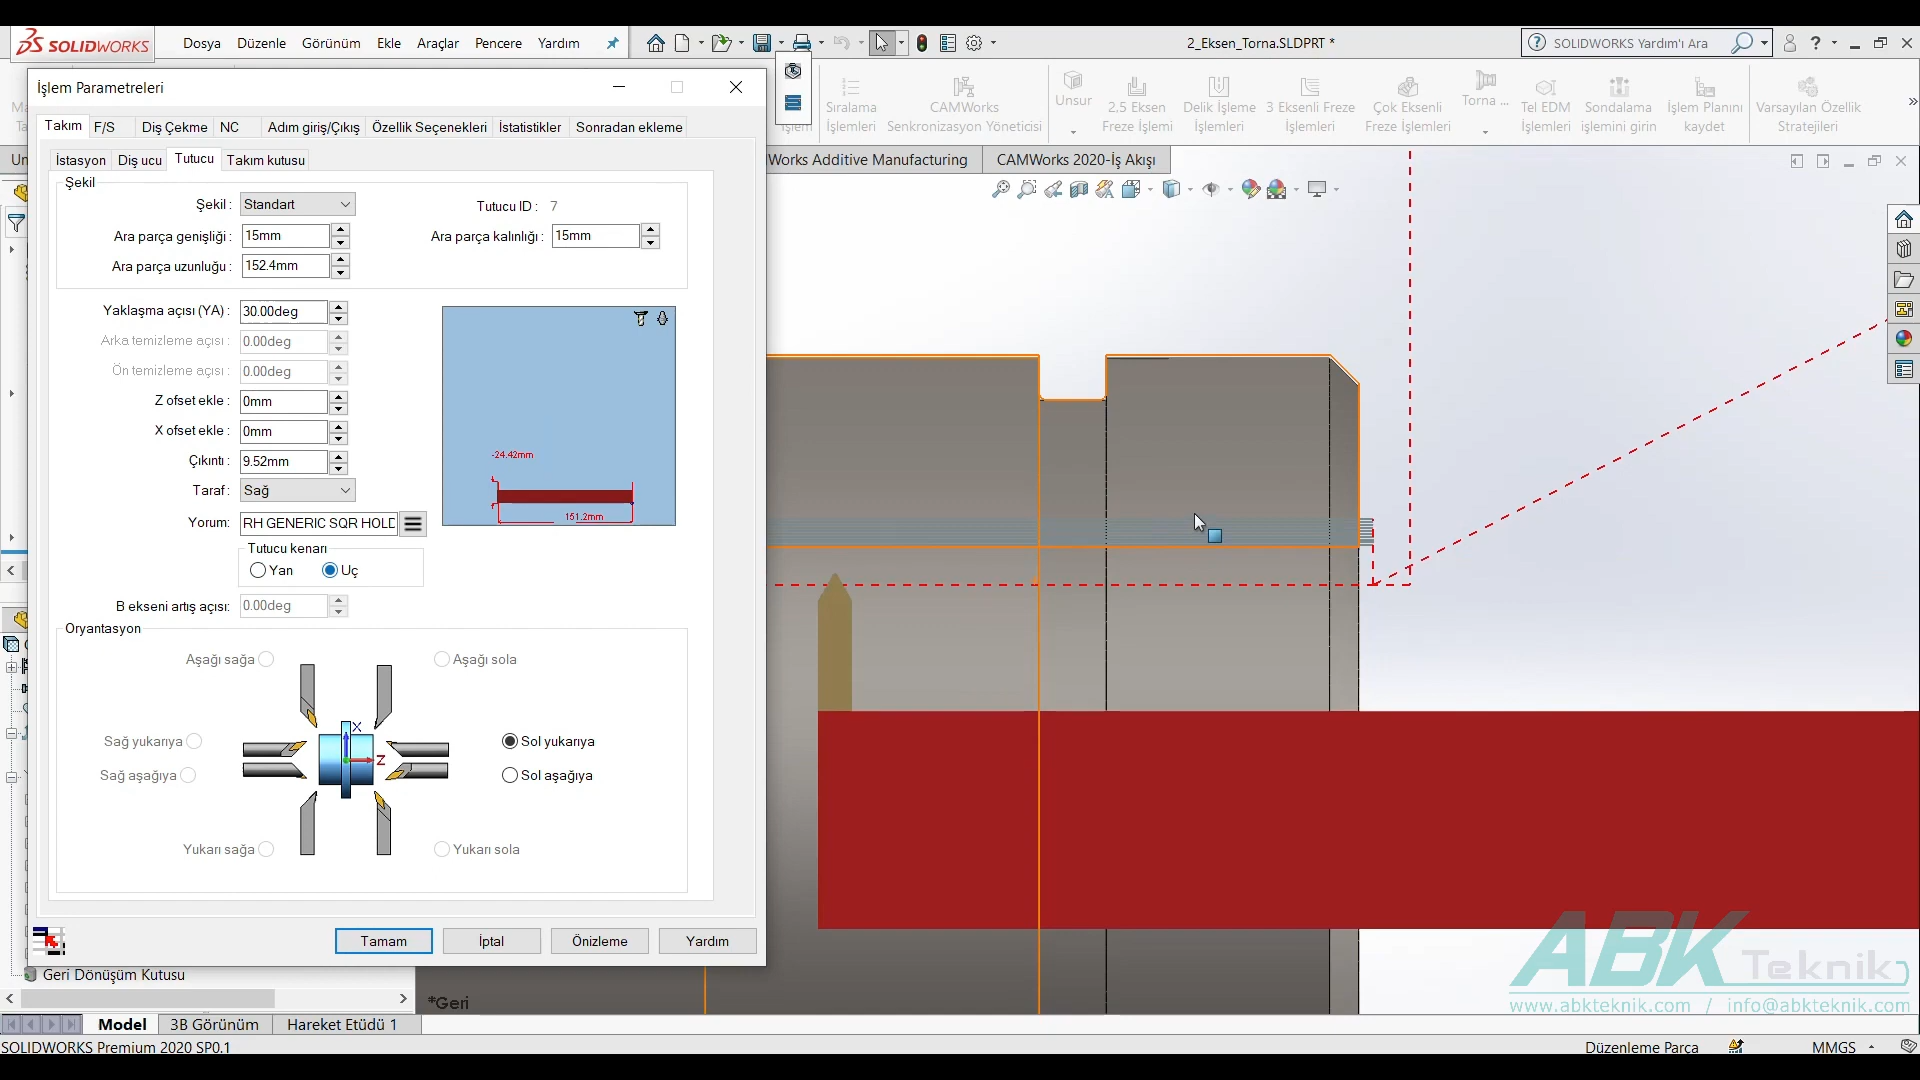 SOLIDWORKS
Dosya Düzenle Görünüm Ekle Araçlar Pencere Yardım
2_Eksen_Torna.SLDPRT *
SOLIDWORKS Yardım'ı Ara
İşlem Parametreleri
Sıralama İşlemleri
CAMWorks Senkronizasyon Yöneticisi
Unsur
2,5 Eksen Freze İşlemi
Delik İşleme İşlemleri
3 Eksenli Freze İşlemleri
Çok Eksenli Freze İşlemleri
Torna ...
Tel EDM İşlemleri
Sondalama işlemini girin
İşlem Planını kaydet
Varsayılan Özellik Stratejileri
Takım F/S Diş Çekme NC Adım giriş/Çıkış Özellik Seçenekleri İstatistikler Sonradan ekleme
Works Additive Manufacturing CAMWorks 2020-İş Akışı
İstasyon Diş ucu Tutucu Takım kutusu
Şekil
Şekil : Standart Tutucu ID : 7
Ara parça genişliği : 15mm Ara parça kalınlığı : 15mm
Ara parça uzunluğu : 152.4mm
Yaklaşma açısı (YA) : 30.00deg
Arka temizleme açısı : 0.00deg
Ön temizleme açısı : 0.00deg
Z ofset ekle : 0mm
X ofset ekle : 0mm
Çıkıntı : 9.52mm
-24.42mm
Taraf : Sağ
151.2mm
Yorum: RH GENERIC SQR HOLD
Tutucu kenarı
Yan Uç
B ekseni artış açısı: 0.00deg
Oryantasyon
Aşağı sağa Aşağı sola
X
Sağ yukarıya Sol yukarıya
Z
Sağ aşağıya Sol aşağıya
Yukarı sağa Yukarı sola
Tamam İptal Önizleme Yardım
Geri Dönüşüm Kutusu
*Geri
ABK Teknik
www.abkteknik.com / info@abkteknik.com
Model 3B Görünüm Hareket Etüdü 1
SOLIDWORKS Premium 2020 SP0.1
Düzenleme Parça MMGS